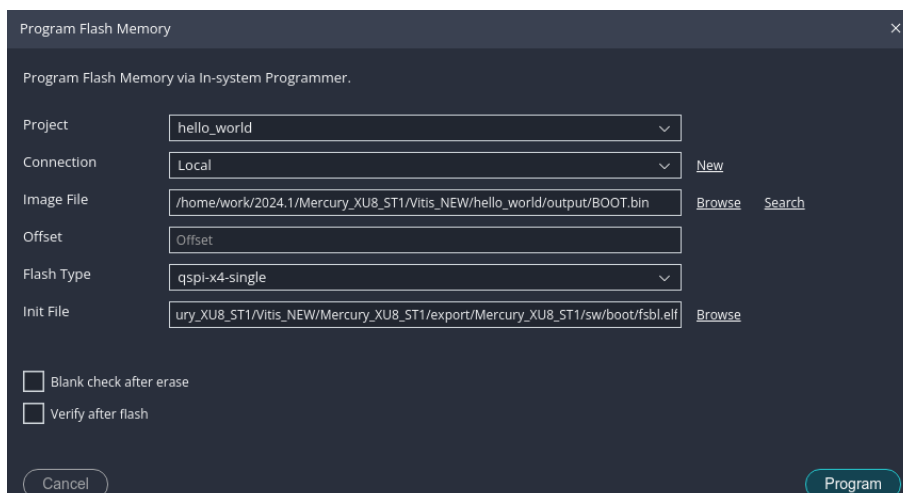 Program Flash Memory
Program Flash Memory via In-system Programmer.
Project hello_world
Connection Local New
Image File /home/work/2024.1/Mercury_XU8_ST1/Vitis_NEW/hello_world/output/BOOT.bin Browse Search
Offset Offset
Flash Type qspi-x4-single
Init File ury_XU8_ST1/Vitis_NEW/Mercury_XU8_ST1/export/Mercury_XU8_ST1/sw/boot/fsbl.elf Browse
Blank check after erase
Verify after flash
Cancel Program